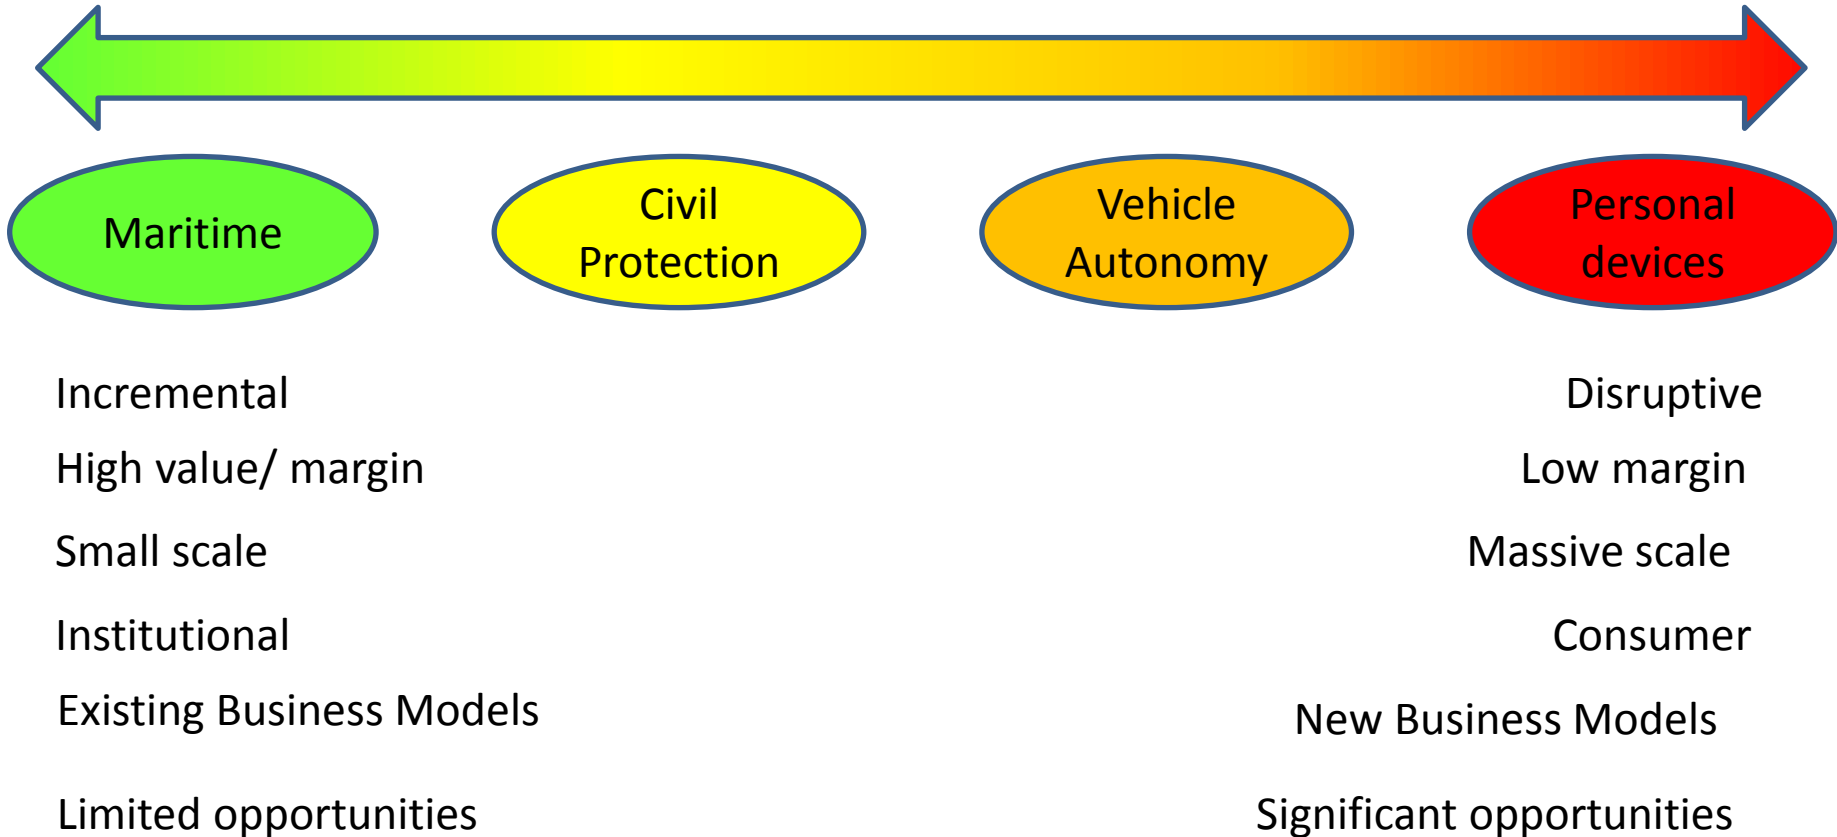 Maritime
Civil
Protection
Vehicle
Autonomy
Personal
devices
Incremental
Disruptive
High value/ margin
Low margin
Small scale
Massive scale
Institutional
Consumer
Existing Business Models
New Business Models
Limited opportunities
Significant opportunities